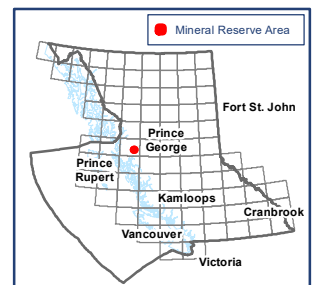 Mineral Reserve Area
Fort St. John
Prince
George
Prince
Rupert
Kamloops
Cranbrook
Vancouver
Victoria